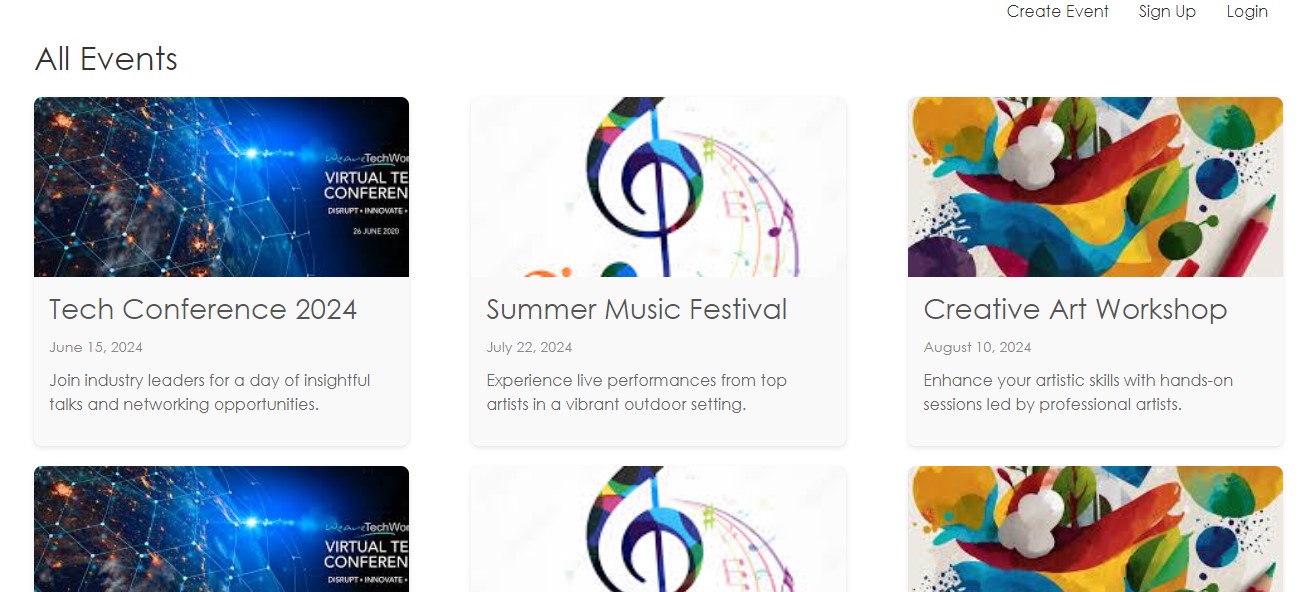 Create Event Sign Up Login
All Events
WeaveTechWor
VIRTUAL TE
CONFEREN
DISRUPT • INNOVATE •
26 JUNE 2020
Tech Conference 2024
June 15, 2024
Join industry leaders for a day of insightful
talks and networking opportunities.
Summer Music Festival
July 22, 2024
Experience live performances from top
artists in a vibrant outdoor setting.
Creative Art Workshop
August 10, 2024
Enhance your artistic skills with hands-on
sessions led by professional artists.
WeaveTechWor
VIRTUAL TE
CONFEREN
DISRUPT • INNOVATE •